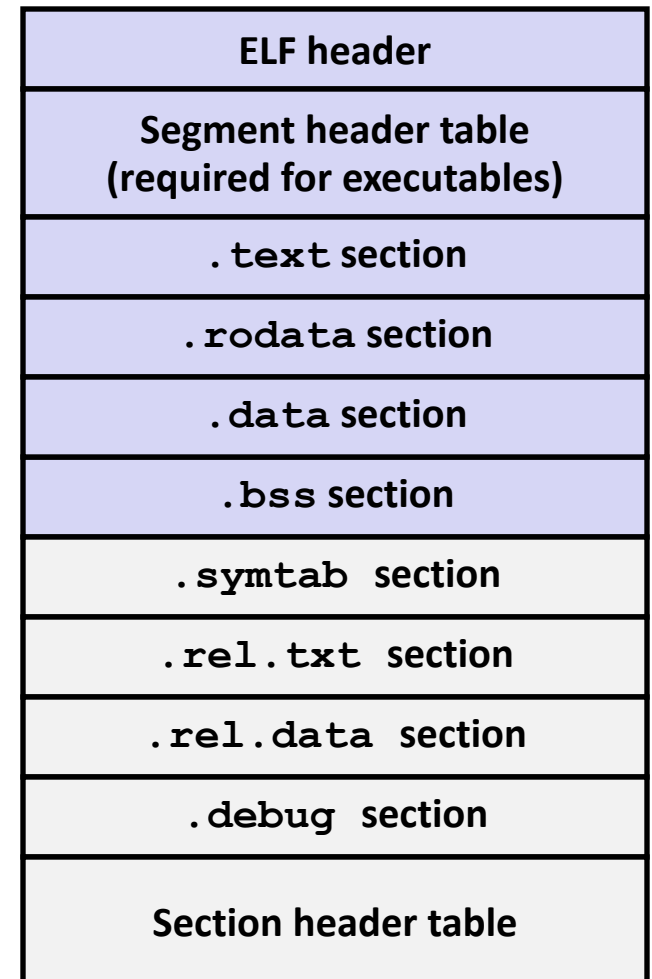 ELF header
Segment header table
(required for executables)
.text section
.rodata section
.data section
.bss section
.symtab section
.rel.txt section
.rel.data section
.debug section
Section header table